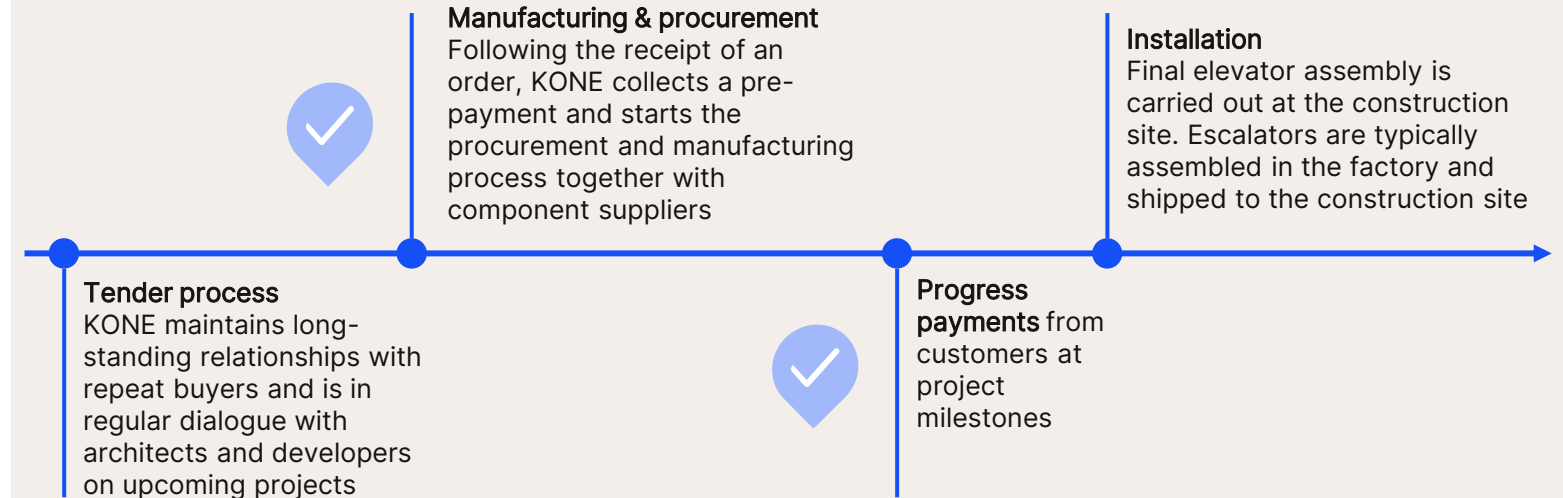 Manufacturing & procurement
Following the receipt of an
order, KONE collects a pre-
payment and starts the
procurement and manufacturing
process together with
component suppliers
Installation
Final elevator assembly is
carried out at the construction
site. Escalators are typically
assembled in the factory and
shipped to the construction site
Tender process
KONE maintains long-
standing relationships with
repeat buyers and is in
regular dialogue with
architects and developers
on upcoming projects
Progress
payments from
customers at
project
milestones